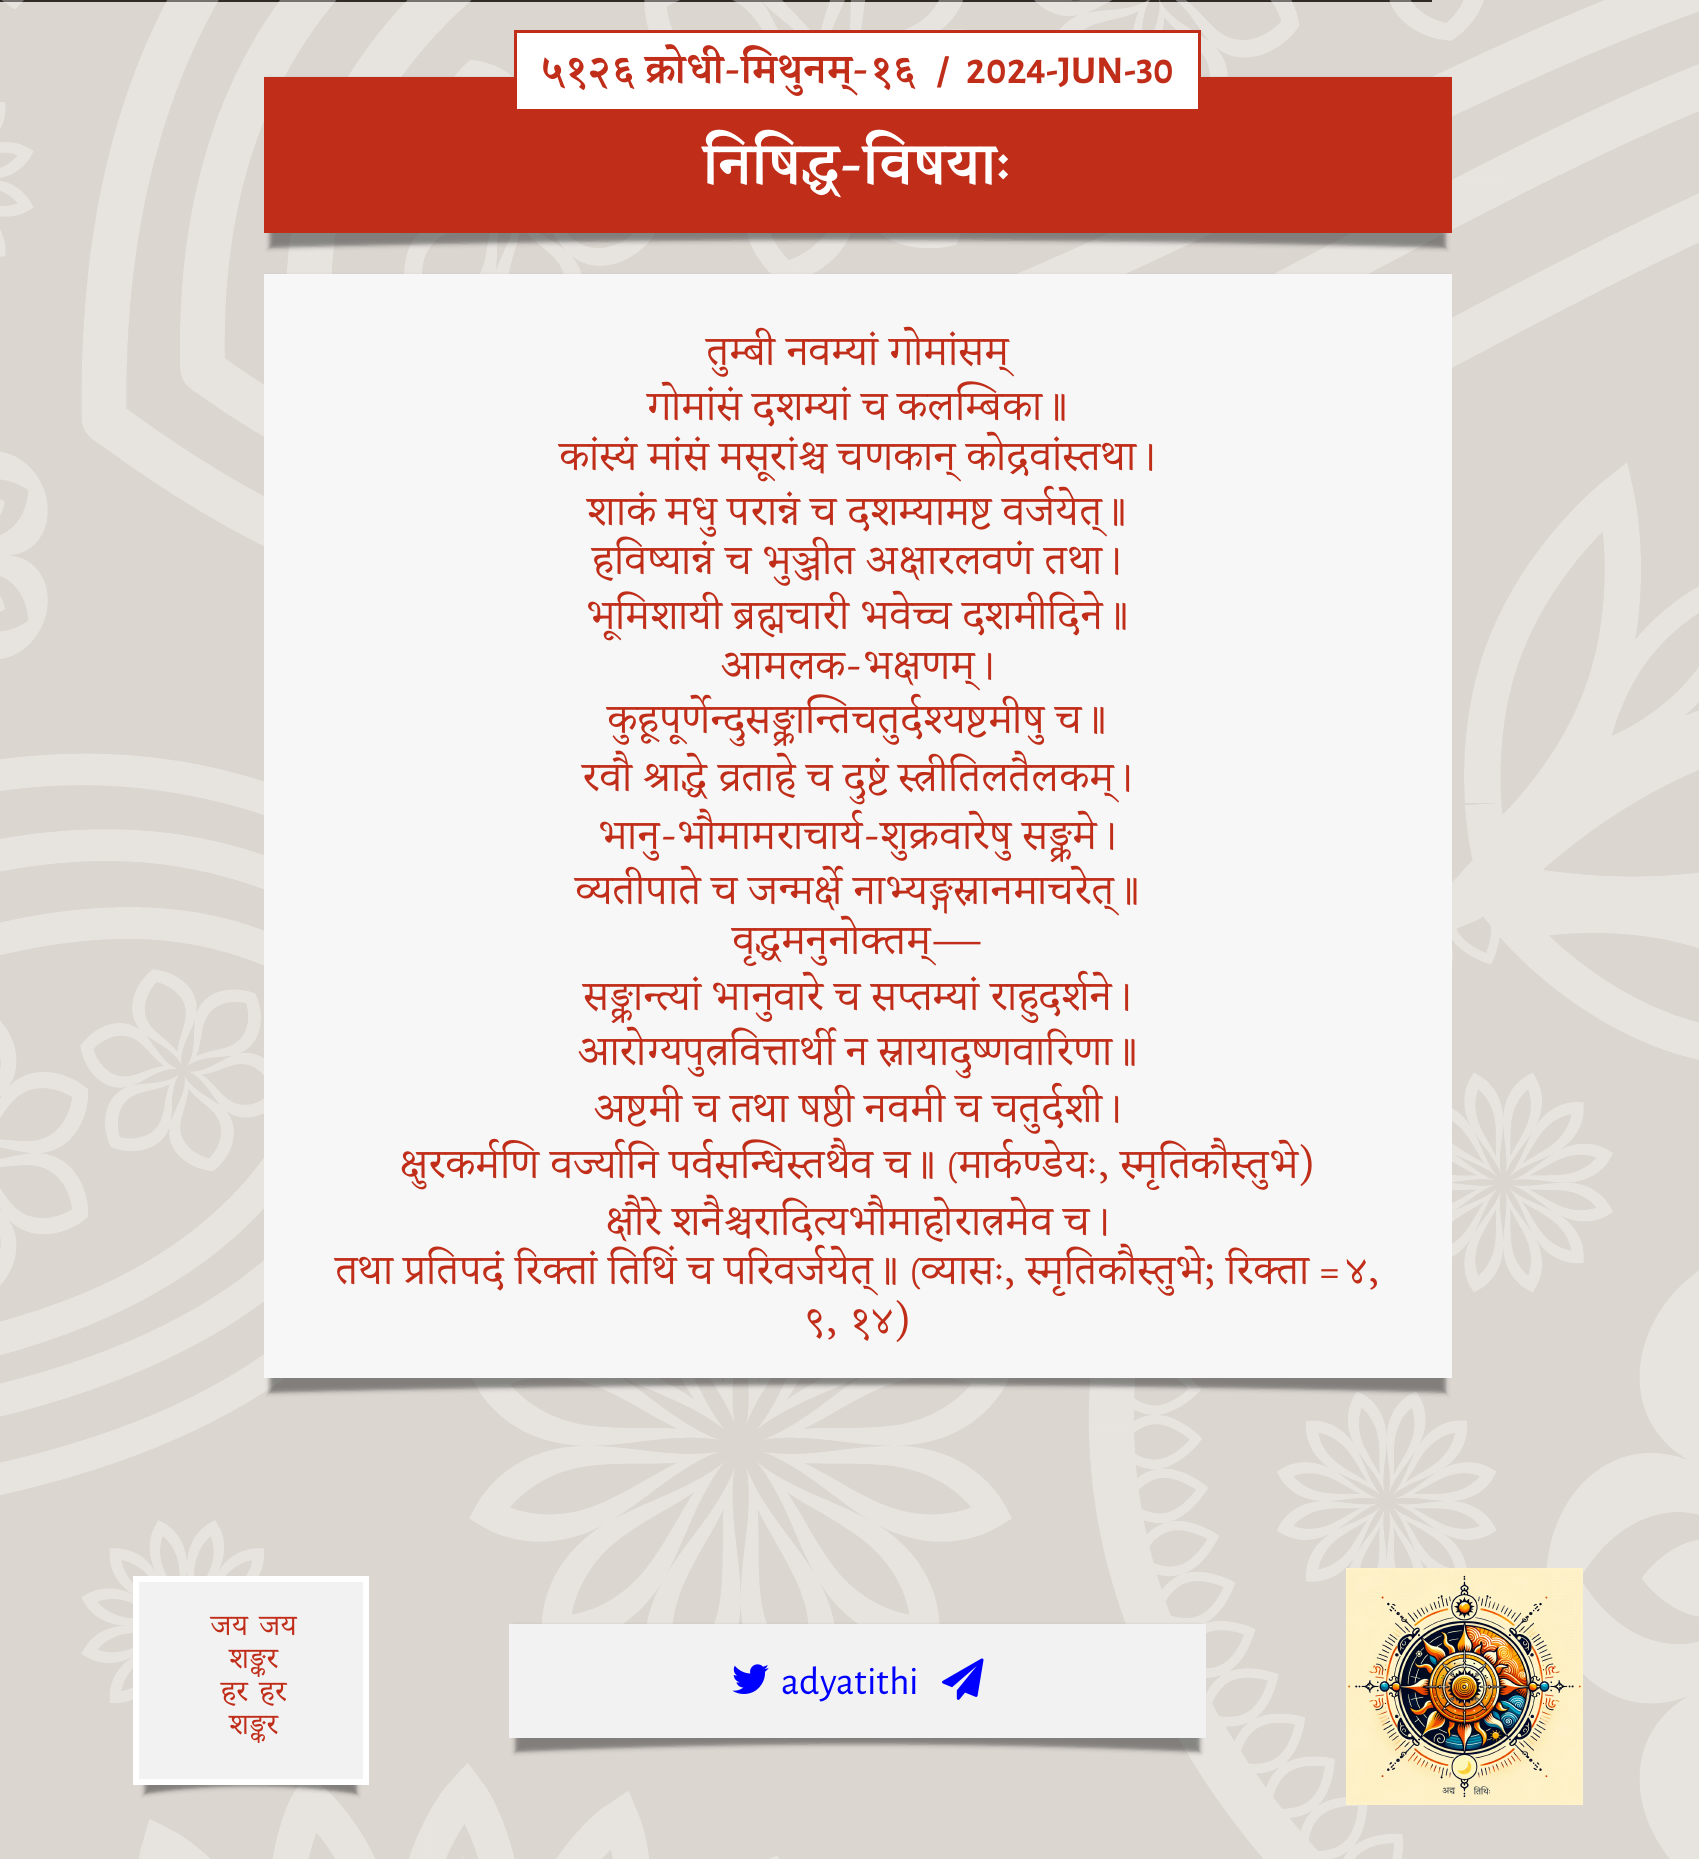 ५१२६ क्रोधी-मिथुनम्-१६ / 2024-JUN-30
निषिद्ध-विषयाः
तुम्बी नवम्यां गोमांसम्
गोमांसं दशम्यां च कलम्बिका॥
कांस्यं मांसं मसूरांश्च चणकान् कोद्रवांस्तथा।
शाकं मधु परान्नं च दशम्यामष्ट वर्जयेत्॥
हविष्यान्नं च भुञ्जीत अक्षारलवणं तथा।
भूमिशायी ब्रह्मचारी भवेच्च दशमीदिने॥
आमलक-भक्षणम्।
कुहूपूर्णेन्दुसङ्क्रान्तिचतुर्दश्यष्टमीषु च॥
रवौ श्राद्धे व्रताहे च दुष्टं स्त्रीतिलतैलकम्।
भानु-भौमामराचार्य-शुक्रवारेषु सङ्क्रमे।
व्यतीपाते च जन्मर्क्षे नाभ्यङ्गस्नानमाचरेत्॥
वृद्धमनुनोक्तम्—
सङ्क्रान्त्यां भानुवारे च सप्तम्यां राहुदर्शने।
आरोग्यपुत्रवित्तार्थी न स्नायादुष्णवारिणा॥
अष्टमी च तथा षष्ठी नवमी च चतुर्दशी।
क्षुरकर्मणि वर्ज्यानि पर्वसन्धिस्तथैव च॥ (मार्कण्डेयः, स्मृतिकौस्तुभे)
क्षौरे शनैश्चरादित्यभौमाहोरात्रमेव च।
तथा प्रतिपदं रिक्तां तिथिं च परिवर्जयेत्॥ (व्यासः, स्मृतिकौस्तुभे; रिक्ता = ४,
९, १४)
जय जय
शङ्कर
हर हर
शङ्कर
adyatithi
अद्य तिथिः